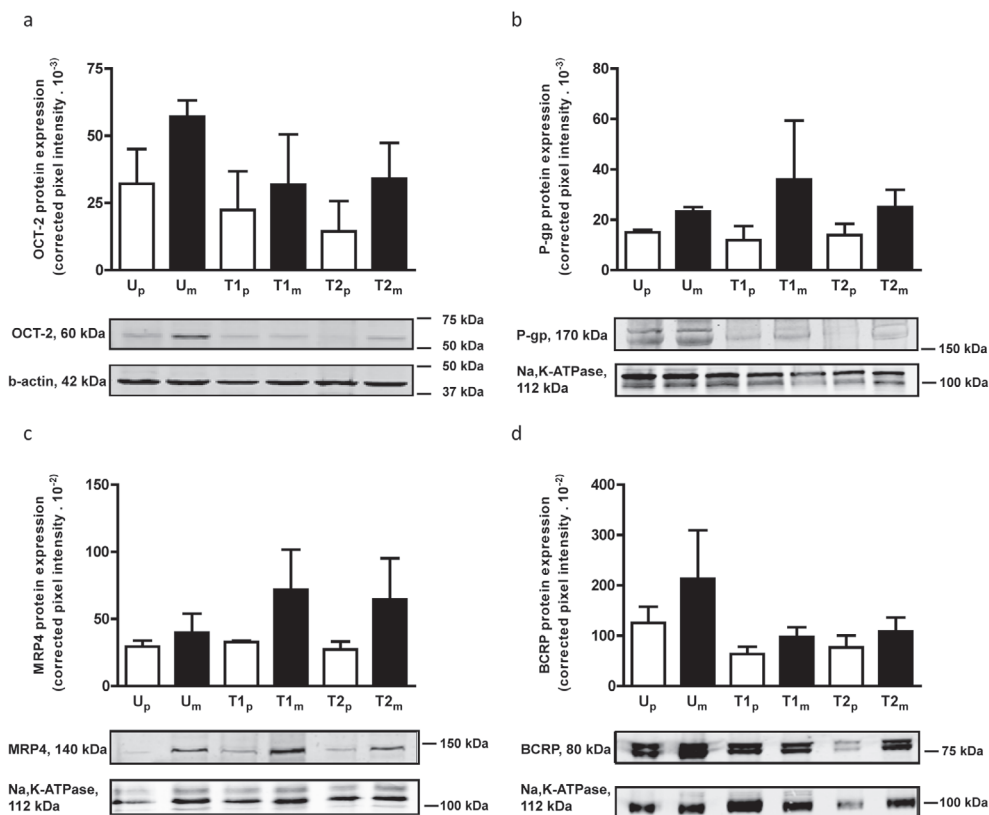 a
OCT-2 protein expression
(corrected pixel intensity . 10-3)
75
50
25
0
Up Um T1p T1m T2p T2m
OCT-2, 60 kDa
75 kDa
50 kDa
b-actin, 42 kDa
50 kDa
37 kDa
b
P-gp protein expression
(corrected pixel intensity . 10-3)
80
60
40
20
0
Up Um T1p T1m T2p T2m
P-gp, 170 kDa
150 kDa
Na,K-ATPase,
112 kDa
100 kDa
c
MRP4 protein expression
(corrected pixel intensity . 10-2)
150
100
50
0
Up Um T1p T1m T2p T2m
MRP4, 140 kDa
150 kDa
Na,K-ATPase,
112 kDa
100 kDa
d
BCRP protein expression
(corrected pixel intensity . 10-2)
400
300
200
100
0
Up Um T1p T1m T2p T2m
BCRP, 80 kDa
75 kDa
Na,K-ATPase,
112 kDa
100 kDa